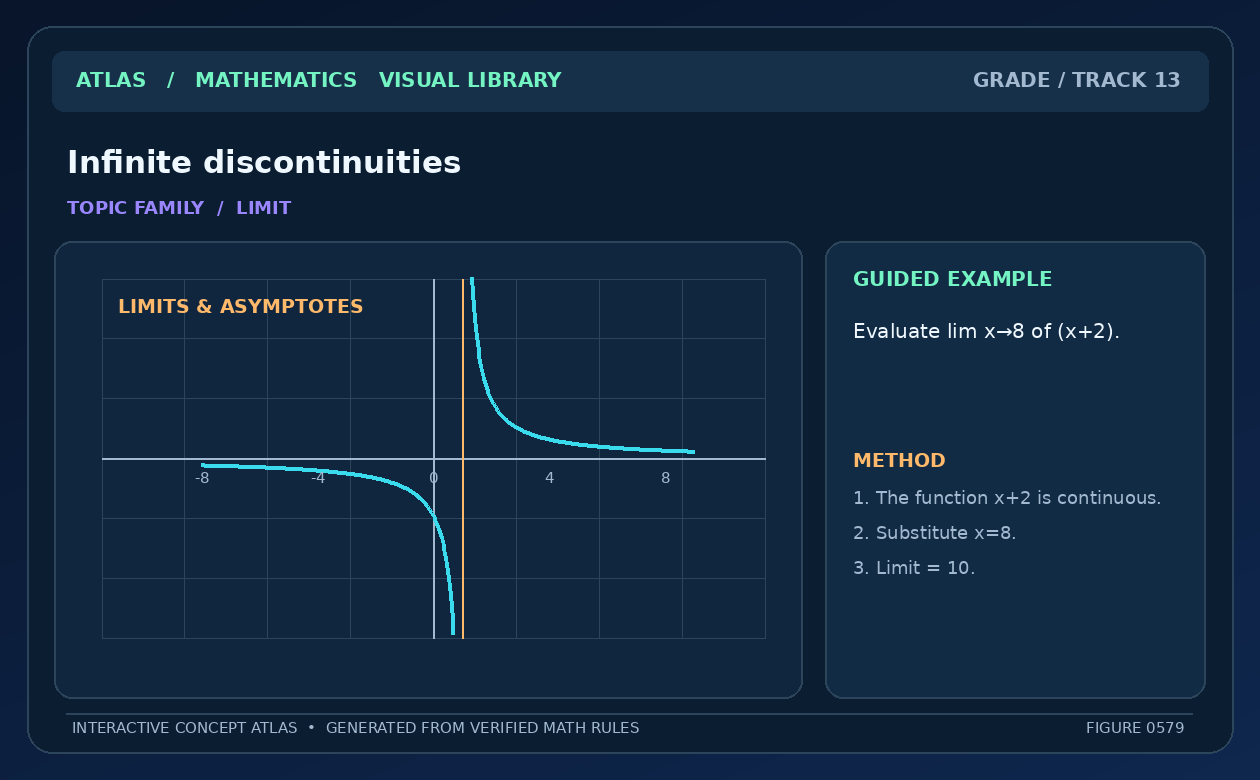 ATLAS / MATHEMATICS VISUAL LIBRARY
GRADE / TRACK 13
Infinite discontinuities
TOPIC FAMILY / LIMIT
LIMITS & ASYMPTOTES
-8 -4 0 4 8
GUIDED EXAMPLE
Evaluate lim x→8 of (x+2).
METHOD
1. The function x+2 is continuous.
2. Substitute x=8.
3. Limit = 10.
INTERACTIVE CONCEPT ATLAS • GENERATED FROM VERIFIED MATH RULES
FIGURE 0579